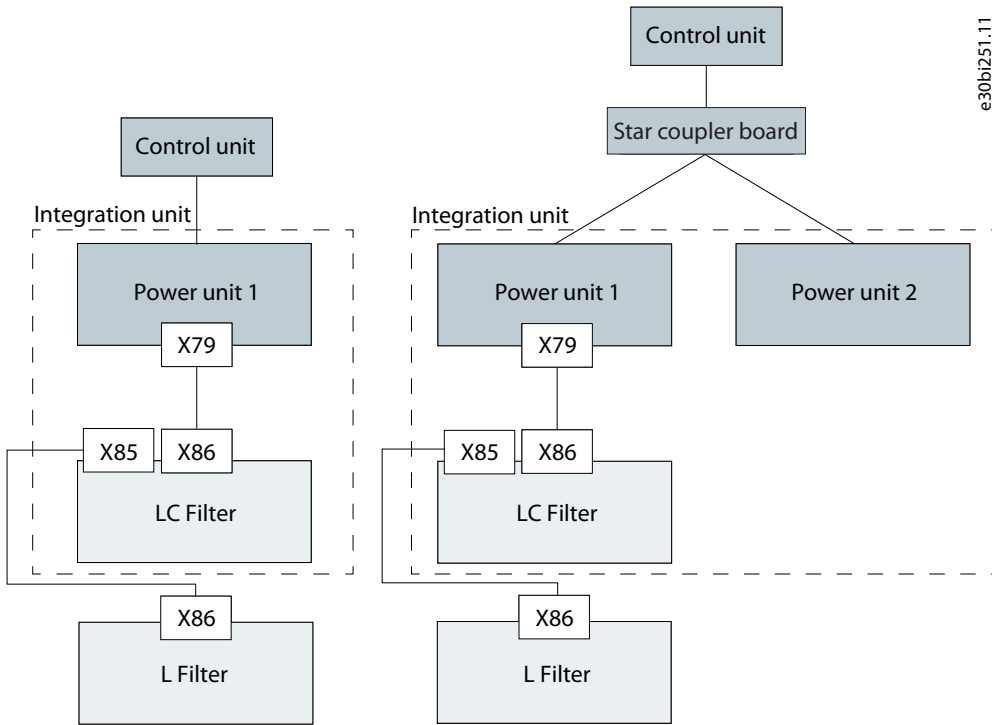 Control unit
Integration unit
Power unit 1
X79
X85
X86
LC Filter
X86
L Filter
Control unit
Star coupler board
Integration unit
Power unit 1
Power unit 2
X79
X85
X86
LC Filter
X86
L Filter
e30bi251.11